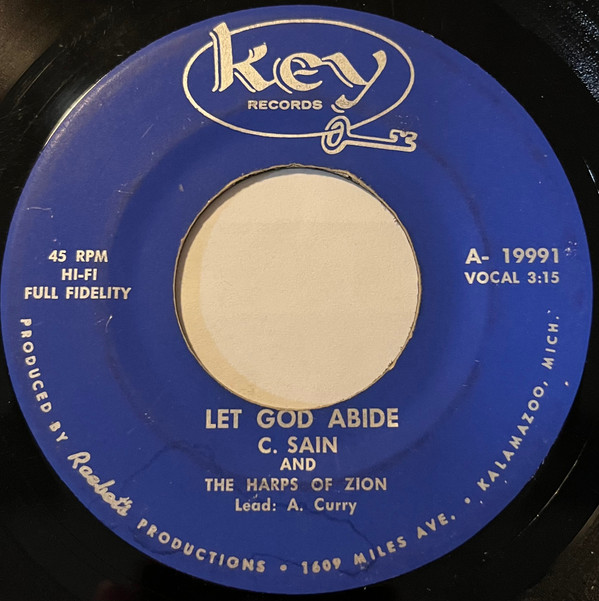 key
RECORDS
45 RPM
HI-FI
FULL FIDELITY
A- 19991
VOCAL 3:15
LET GOD ABIDE
C. SAIN
AND
THE HARPS OF ZION
Lead: A. Curry
PRODUCED BY PRODUCTIONS • 1609 MILES AVE. • KALAMAZOO, MICH.